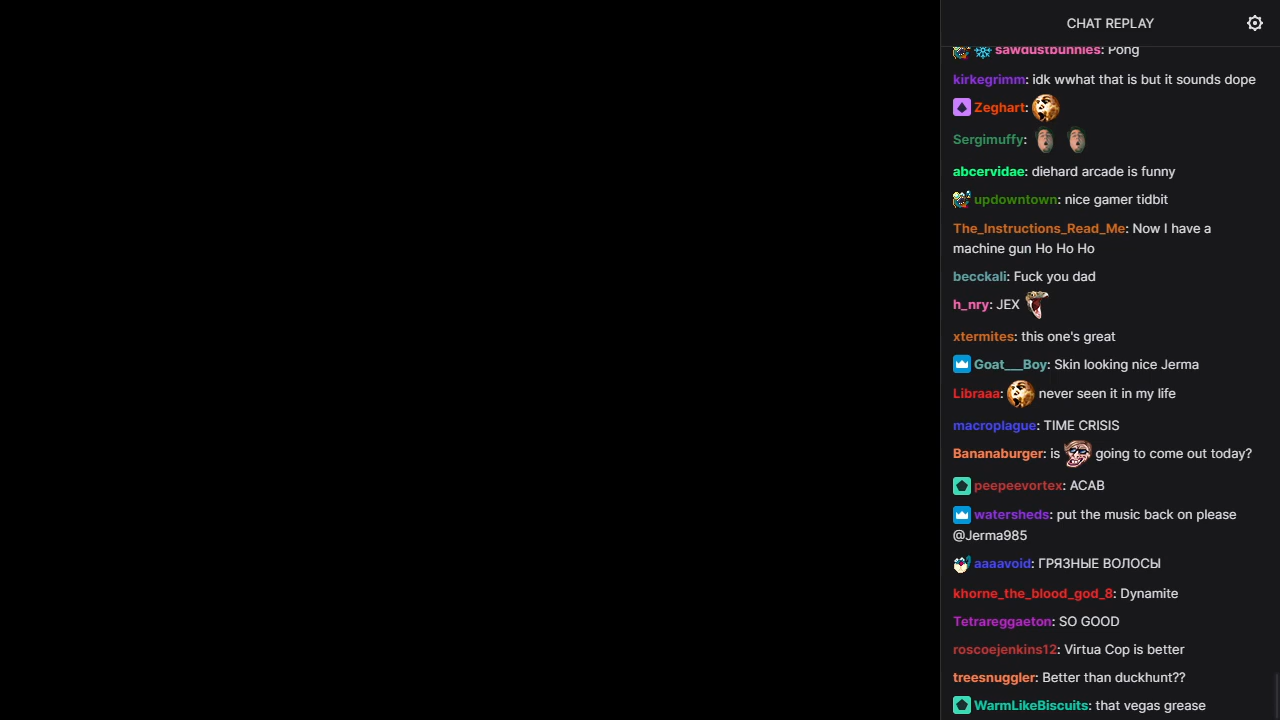 CHAT REPLAY
sawdustbunnies: Pong
kirkegrimm: idk wwhat that is but it sounds dope
Zeghart:
Sergimuffy:
abcervidae: diehard arcade is funny
updowntown: nice gamer tidbit
The_Instructions_Read_Me: Now I have a
machine gun Ho Ho Ho
becckali: Fuck you dad
h_nry: JEX
xtermites: this one's great
Goat___Boy: Skin looking nice Jerma
Libraaa: never seen it in my life
macroplague: TIME CRISIS
Bananaburger: is going to come out today?
peepeevortex: ACAB
watersheds: put the music back on please
@Jerma985
aaaavoid: ГРЯЗНЫЕ ВОЛОСЫ
khorne_the_blood_god_8: Dynamite
Tetrareggaeton: SO GOOD
roscoejenkins12: Virtua Cop is better
treesnuggler: Better than duckhunt??
WarmLikeBiscuits: that vegas grease